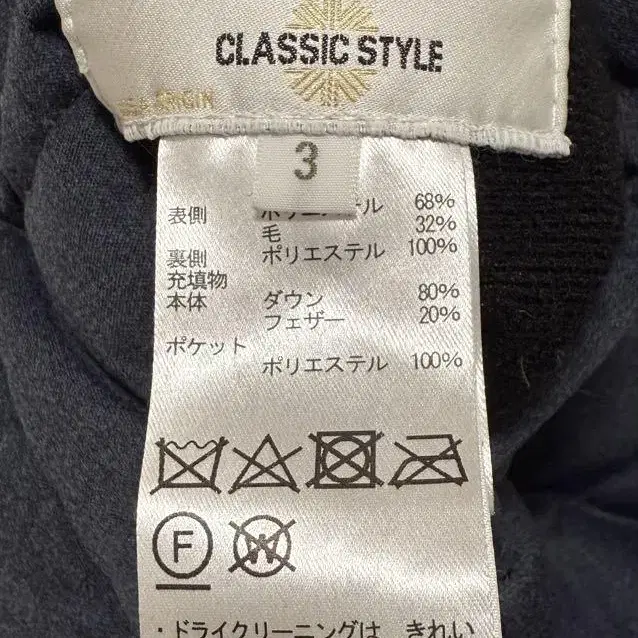 CLASSIC STYLE
ORIGIN
3
表側 ポリエステル 68%
毛 32%
裏側 ポリエステル 100%
充填物
本体 ダウン 80%
フェザー 20%
ポケット
ポリエステル 100%
F
W
・ドライクリーニングは、きれい